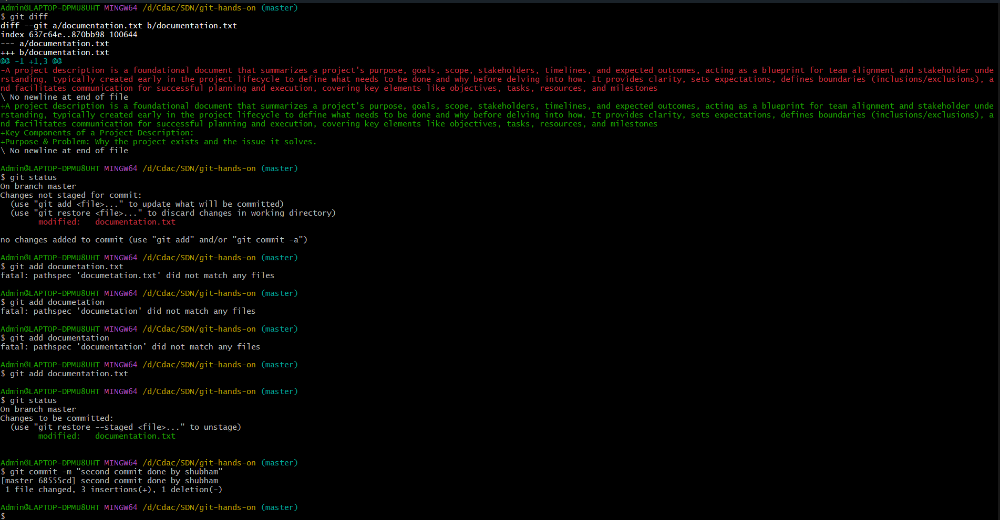 Admin@LAPTOP-DPMU8UHT MINGW64 /d/Cdac/SDN/git-hands-on (master)
$ git diff
diff --git a/documentation.txt b/documentation.txt
index 637c64e..870bb98 100644
--- a/documentation.txt
+++ b/documentation.txt
@@ -1 +1,3 @@
-A project description is a foundational document that summarizes a project's purpose, goals, scope, stakeholders, timelines, and expected outcomes, acting as a blueprint for team alignment and stakeholder unde
rstanding, typically created early in the project lifecycle to define what needs to be done and why before delving into how. It provides clarity, sets expectations, defines boundaries (inclusions/exclusions), a
nd facilitates communication for successful planning and execution, covering key elements like objectives, tasks, resources, and milestones
\ No newline at end of file
+A project description is a foundational document that summarizes a project's purpose, goals, scope, stakeholders, timelines, and expected outcomes, acting as a blueprint for team alignment and stakeholder unde
rstanding, typically created early in the project lifecycle to define what needs to be done and why before delving into how. It provides clarity, sets expectations, defines boundaries (inclusions/exclusions), a
nd facilitates communication for successful planning and execution, covering key elements like objectives, tasks, resources, and milestones
+Key Components of a Project Description:
+Purpose & Problem: Why the project exists and the issue it solves.
\ No newline at end of file

Admin@LAPTOP-DPMU8UHT MINGW64 /d/Cdac/SDN/git-hands-on (master)
$ git status
On branch master
Changes not staged for commit:
  (use "git add <file>..." to update what will be committed)
  (use "git restore <file>..." to discard changes in working directory)
        modified:   documentation.txt

no changes added to commit (use "git add" and/or "git commit -a")

Admin@LAPTOP-DPMU8UHT MINGW64 /d/Cdac/SDN/git-hands-on (master)
$ git add documetation.txt
fatal: pathspec 'documetation.txt' did not match any files

Admin@LAPTOP-DPMU8UHT MINGW64 /d/Cdac/SDN/git-hands-on (master)
$ git add documetation
fatal: pathspec 'documetation' did not match any files

Admin@LAPTOP-DPMU8UHT MINGW64 /d/Cdac/SDN/git-hands-on (master)
$ git add documentation
fatal: pathspec 'documentation' did not match any files

Admin@LAPTOP-DPMU8UHT MINGW64 /d/Cdac/SDN/git-hands-on (master)
$ git add documentation.txt

Admin@LAPTOP-DPMU8UHT MINGW64 /d/Cdac/SDN/git-hands-on (master)
$ git status
On branch master
Changes to be committed:
  (use "git restore --staged <file>..." to unstage)
        modified:   documentation.txt

Admin@LAPTOP-DPMU8UHT MINGW64 /d/Cdac/SDN/git-hands-on (master)
$ git commit -m "second commit done by shubham"
[master 68555cd] second commit done by shubham
 1 file changed, 3 insertions(+), 1 deletion(-)

Admin@LAPTOP-DPMU8UHT MINGW64 /d/Cdac/SDN/git-hands-on (master)
$